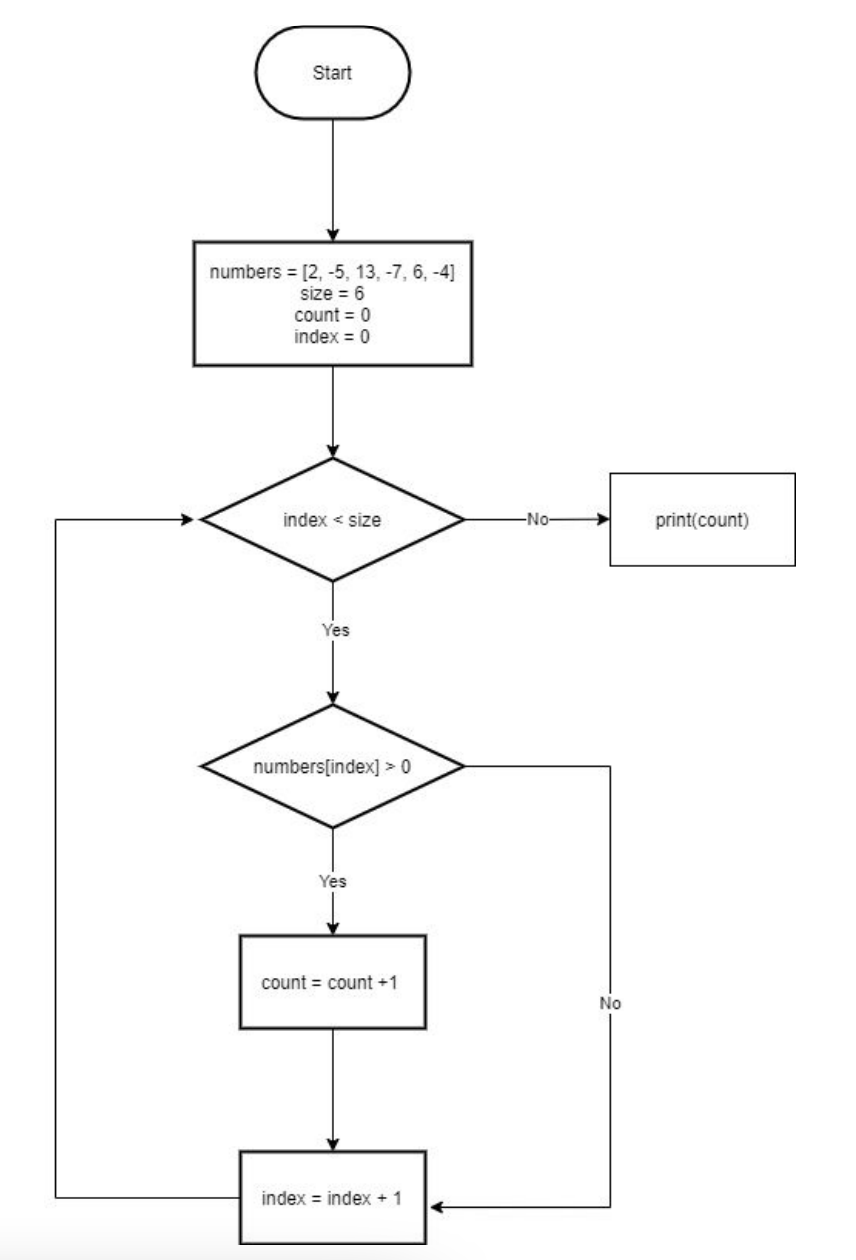 Start
numbers = [2, -5, 13, -7, 6, -4]
size = 6
count = 0
index = 0
index < size
No
print(count)
Yes
numbers[index] > 0
Yes
count = count +1
No
index = index + 1